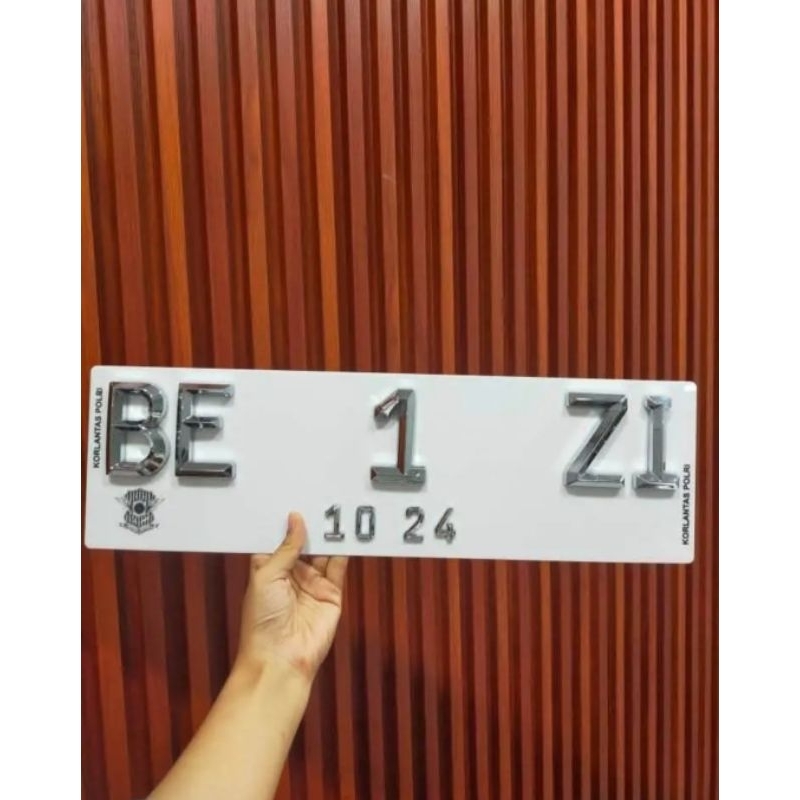 KORLANTAS POLRI
BE 1 ZI
10 24
KORLANTAS POLRI